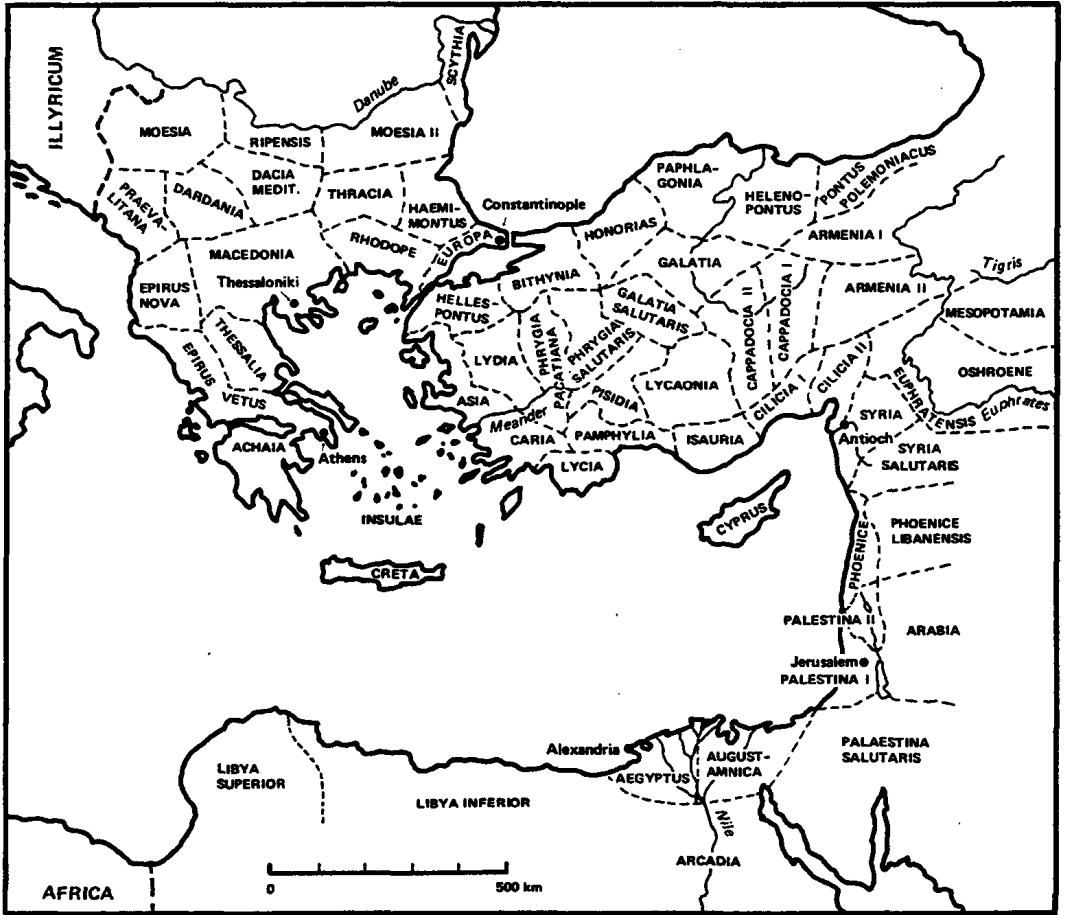 ILLYRICUM
SCYTHIA
Danube
MOESIA
RIPENSIS
MOESIA II
DACIA
MEDIT.
PRAEVA-
LITANA
DARDANIA
THRACIA
HAEMI-
MONTUS
Constantinople
EUROPA
RHODOPE
MACEDONIA
Thessaloniki
EPIRUS
NOVA
THESSALIA
EPIRUS
VETUS
ACHAIA
Athens
INSULAE
CRETA
PAPHLA-
GONIA
HELENO-
PONTUS
PONTUS
POLEMONIACUS
HONORIAS
ARMENIA I
GALATIA
BITHYNIA
HELLES-
PONTUS
GALATIA
SALUTARIS
CAPPADOCIA II
CAPPADOCIA I
ARMENIA II
Tigris
MESOPOTAMIA
PHRYGIA
PACATIANA
PHRYGIA
SALUTARIS
LYDIA
ASIA
Meander
PISIDIA
LYCAONIA
CILICIA I
CILICIA II
OSHROENE
EUPHRAT
ENSIS
Euphrates
CARIA
PAMPHYLIA
ISAURIA
LYCIA
SYRIA
Antioch
SYRIA
SALUTARIS
CYPRUS
PHOENICE
PHOENICE
LIBANENSIS
PALESTINA II
ARABIA
Jerusalem
PALESTINA I
PALAESTINA
SALUTARIS
Alexandria
AEGYPTUS
AUGUST-
AMNICA
Nile
ARCADIA
LIBYA
SUPERIOR
LIBYA INFERIOR
AFRICA
0
500 km